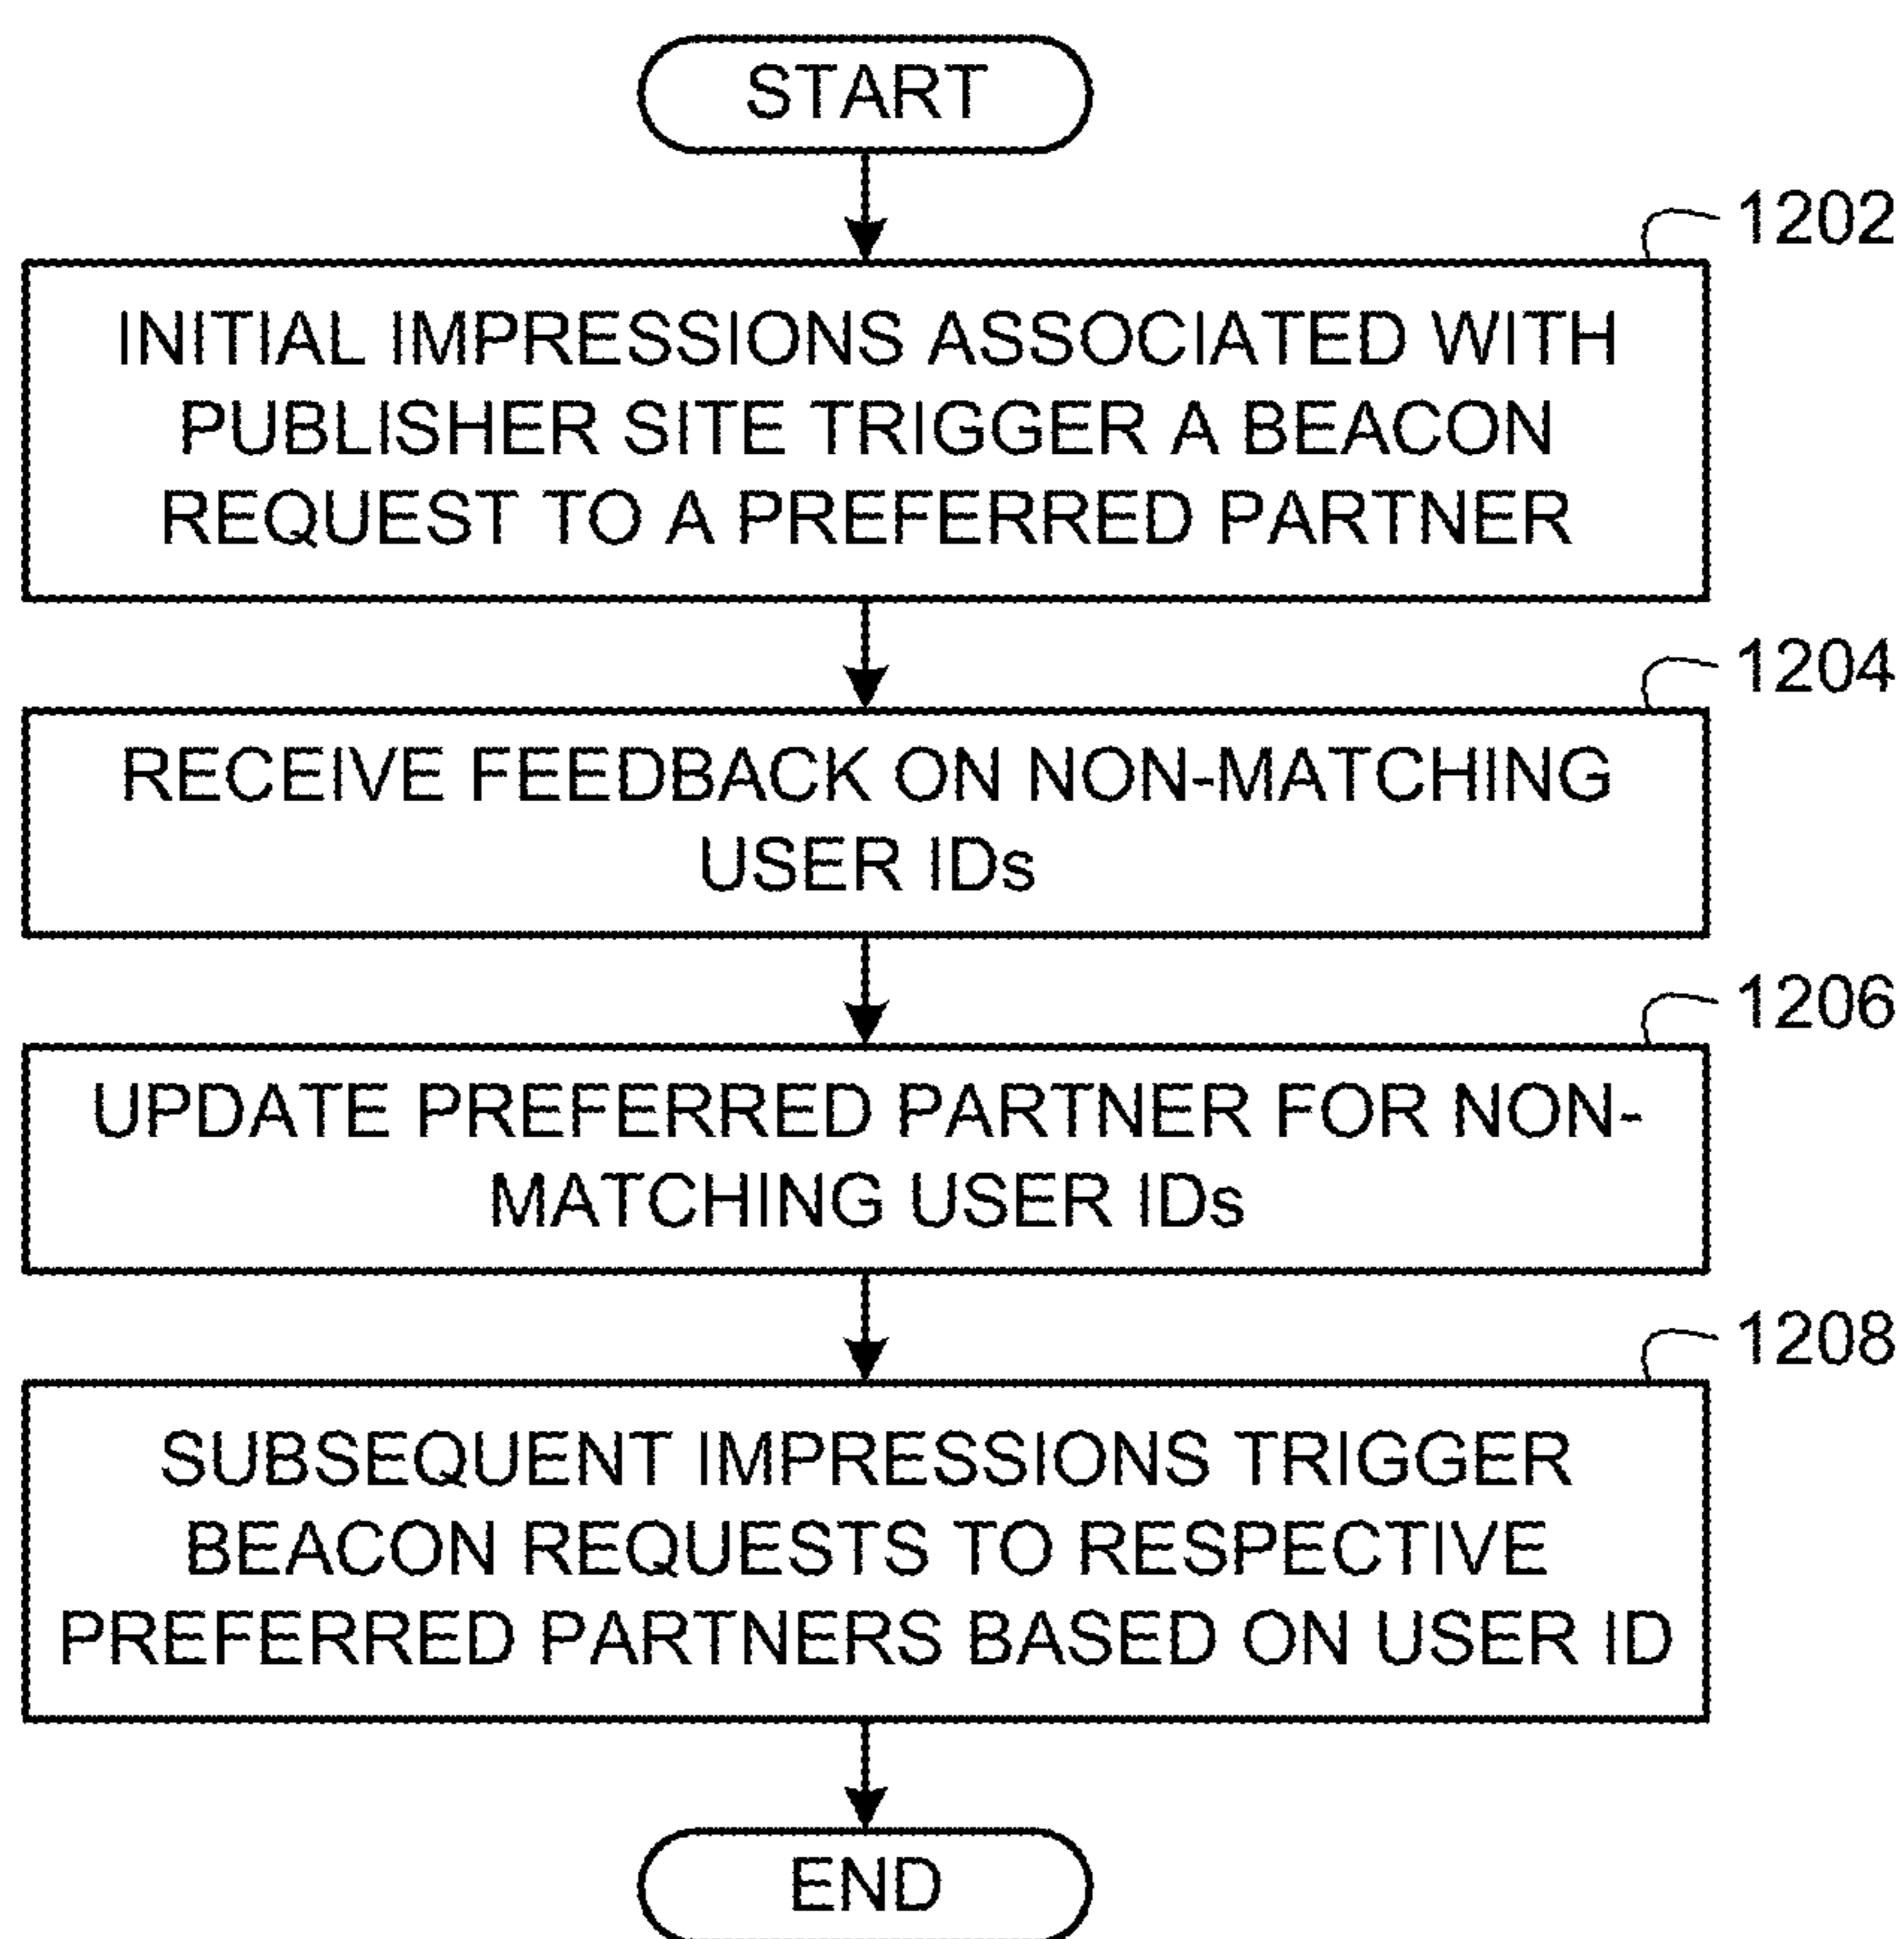 START
1202
INITIAL IMPRESSIONS ASSOCIATED WITH
PUBLISHER SITE TRIGGER A BEACON
REQUEST TO A PREFERRED PARTNER
1204
RECEIVE FEEDBACK ON NON-MATCHING
USER IDs
1206
UPDATE PREFERRED PARTNER FOR NON-
MATCHING USER IDs
1208
SUBSEQUENT IMPRESSIONS TRIGGER
BEACON REQUESTS TO RESPECTIVE
PREFERRED PARTNERS BASED ON USER ID
END